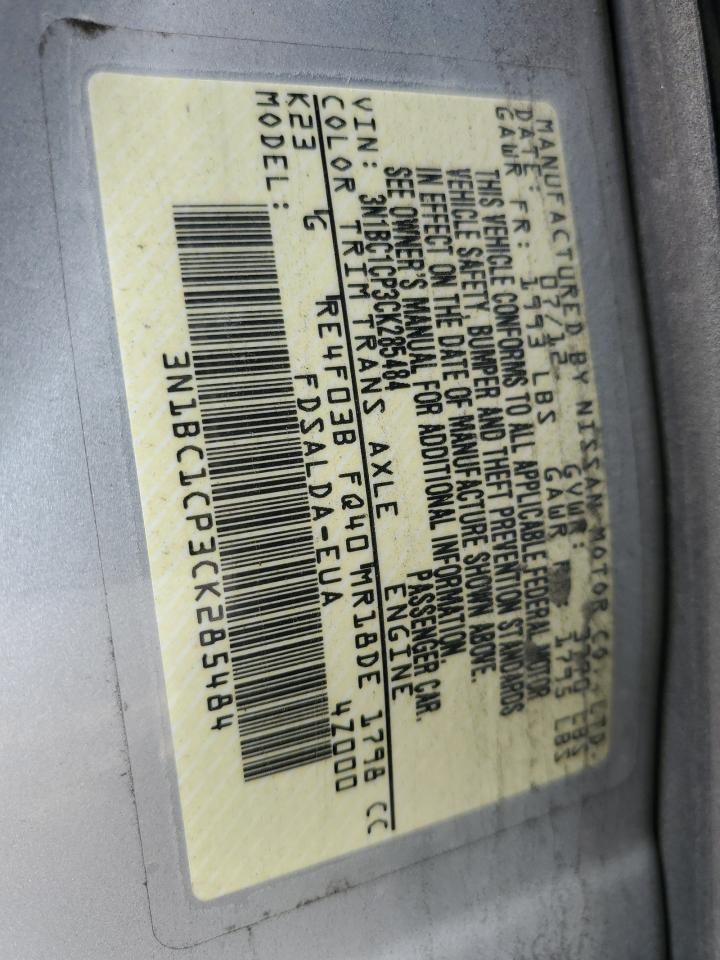 MANUFACTURED BY NISSAN MOTOR CO., LTD.
DATE: 07/12 GVWR: LBS
GAWR FR: 1993 LBS GAWR R 1795 LBS
THIS VEHICLE CONFORMS TO ALL APPLICABLE FEDERAL MOTOR
VEHICLE SAFETY, BUMPER AND THEFT PREVENTION STANDARDS
IN EFFECT ON THE DATE OF MANUFACTURE SHOWN ABOVE.
SEE OWNER'S MANUAL FOR ADDITIONAL INFORMATION.
VIN: 3N1BC1CP3CK285484 PASSENGER CAR.
COLOR TRIM TRANS AXLE ENGINE
K23 G RE4F03B FQ40 MR18DE 1798 CC
MODEL: FDSALDA-EUA 4Z000
3N1BC1CP3CK285484